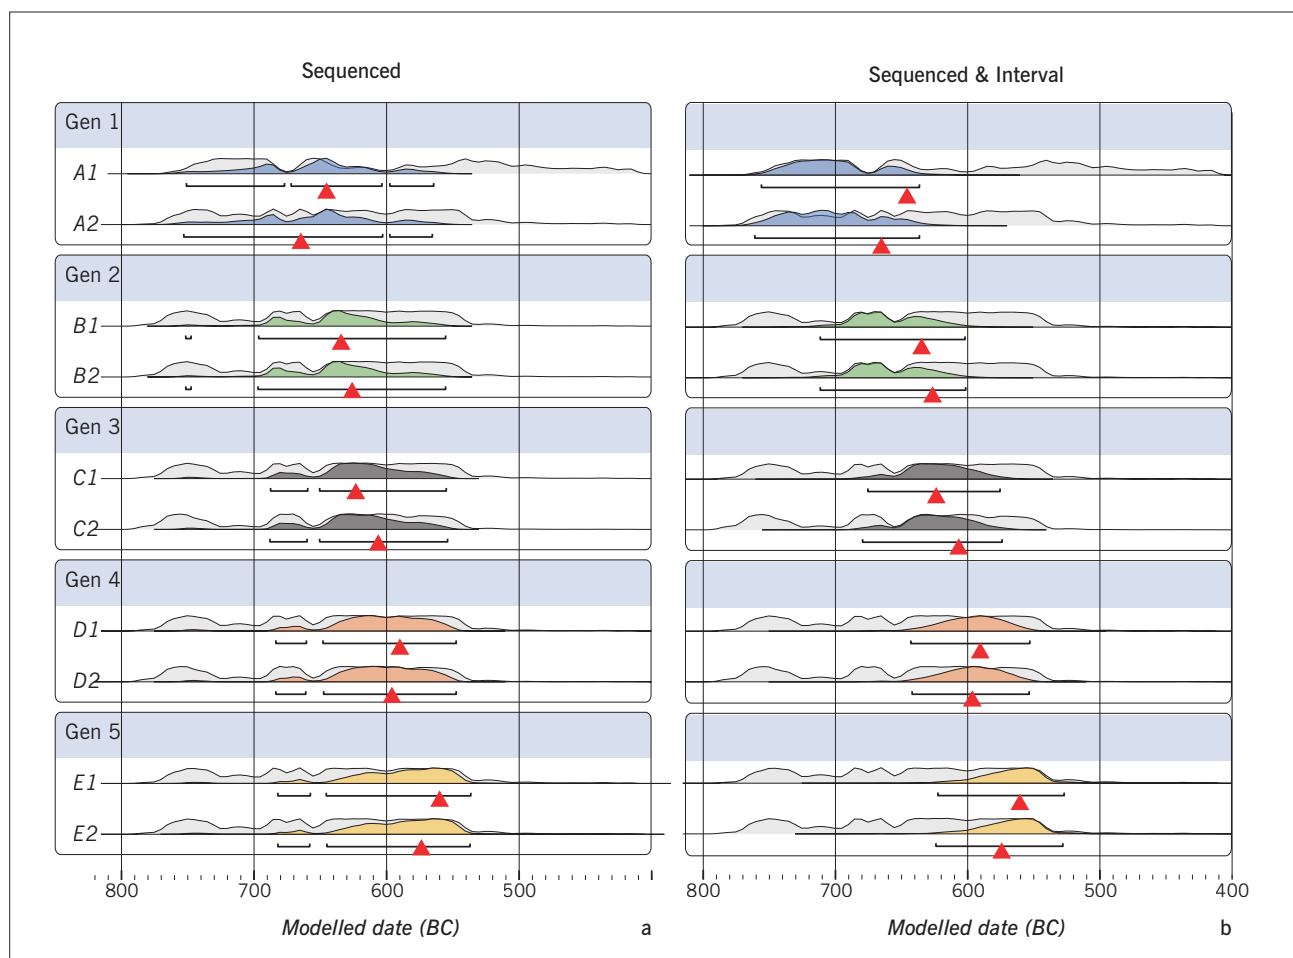 Sequenced
Sequenced & Interval
Gen 1
A1
A2
Gen 2
B1
B2
Gen 3
C1
C2
Gen 4
D1
D2
Gen 5
E1
E2
800 700 600 500
800 700 600 500 400
Modelled date (BC) a
Modelled date (BC) b